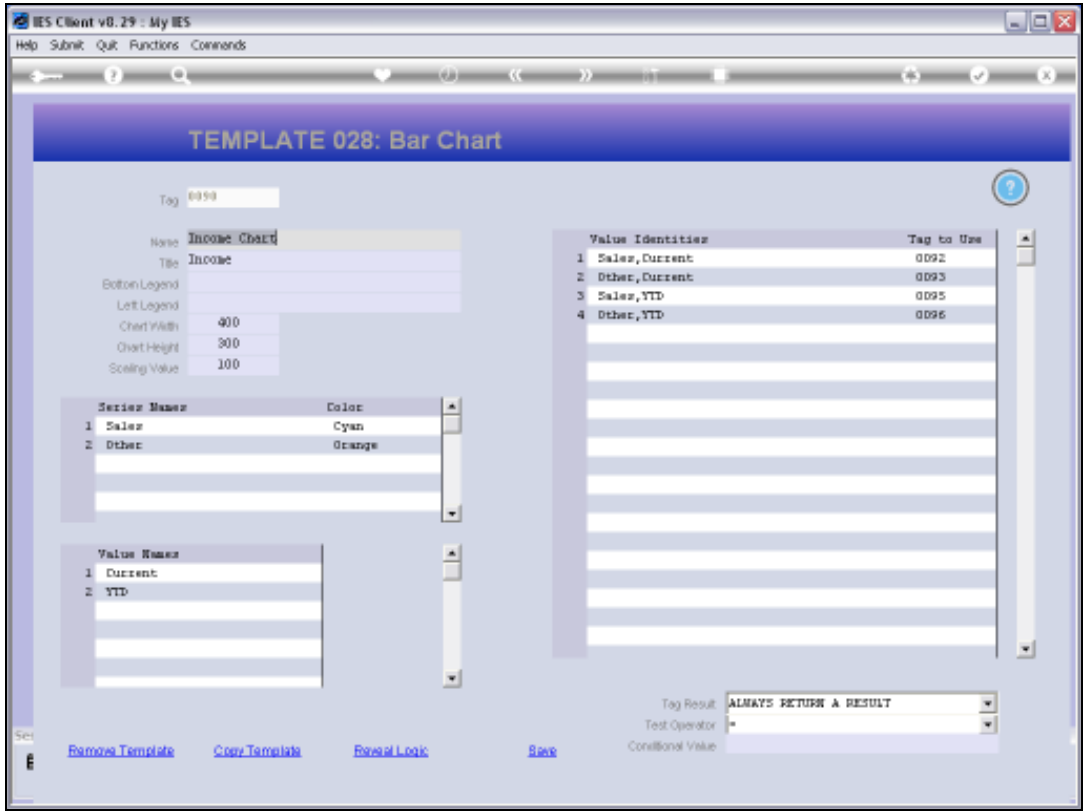 IES Client v8.29 : My IES
Help Submit Quit Functions Commands
TEMPLATE 028: Bar Chart
Tag 0090
Name Income Chart
Title Income
Bottom Legend
Left Legend
Chart Width 400
Chart Height 300
Scaling Value 100
Series Names Color
1 Sales Cyan
2 Other Orange
Value Names
1 Current
2 YTD
Value Identities Tag to Use
1 Sales,Current 0092
2 Other,Current 0093
3 Sales,YTD 0095
4 Other,YTD 0096
Tag Result ALWAYS RETURN A RESULT
Test Operator =
Conditional Value
Remove Template Copy Template Reveal Logic Save